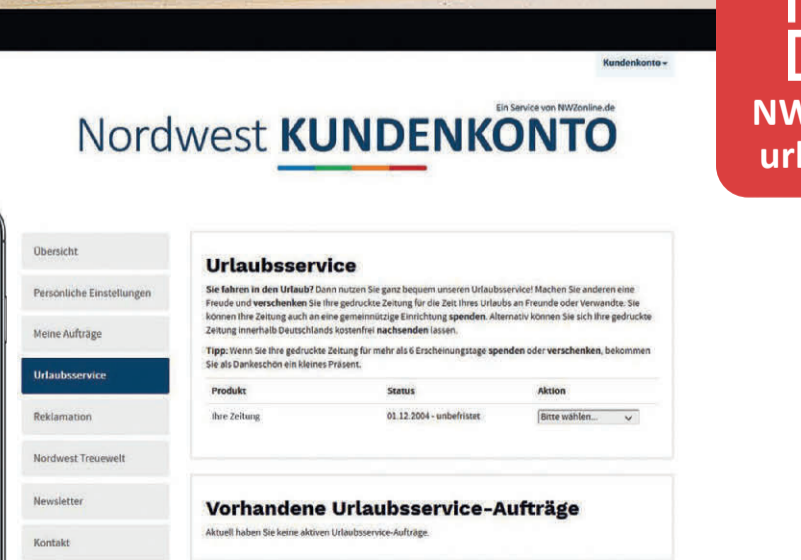 Kundenkonto
Ein Service von NWZonline.de
Nordwest KUNDENKONTO
NW
url
Übersicht
Persönliche Einstellungen
Meine Aufträge
Urlaubsservice
Reklamation
Nordwest Treuewelt
Newsletter
Kontakt
Urlaubsservice
Sie fahren in den Urlaub? Dann nutzen Sie ganz bequem unseren Urlaubsservice! Machen Sie anderen eine
Freude und verschenken Sie Ihre gedruckte Zeitung für die Zeit Ihres Urlaubs an Freunde oder Verwandte. Sie
können Ihre Zeitung auch an eine gemeinnützige Einrichtung spenden. Alternativ können Sie sich Ihre gedruckte
Zeitung innerhalb Deutschlands kostenfrei nachsenden lassen.
Tipp: Wenn Sie Ihre gedruckte Zeitung für mehr als 6 Erscheinungstage spenden oder verschenken, bekommen
Sie als Dankeschön ein kleines Präsent.
Produkt Status Aktion
Ihre Zeitung 01.12.2004 - unbefristet Bitte wählen...
Vorhandene Urlaubsservice-Aufträge
Aktuell haben Sie keine aktiven Urlaubsservice-Aufträge.